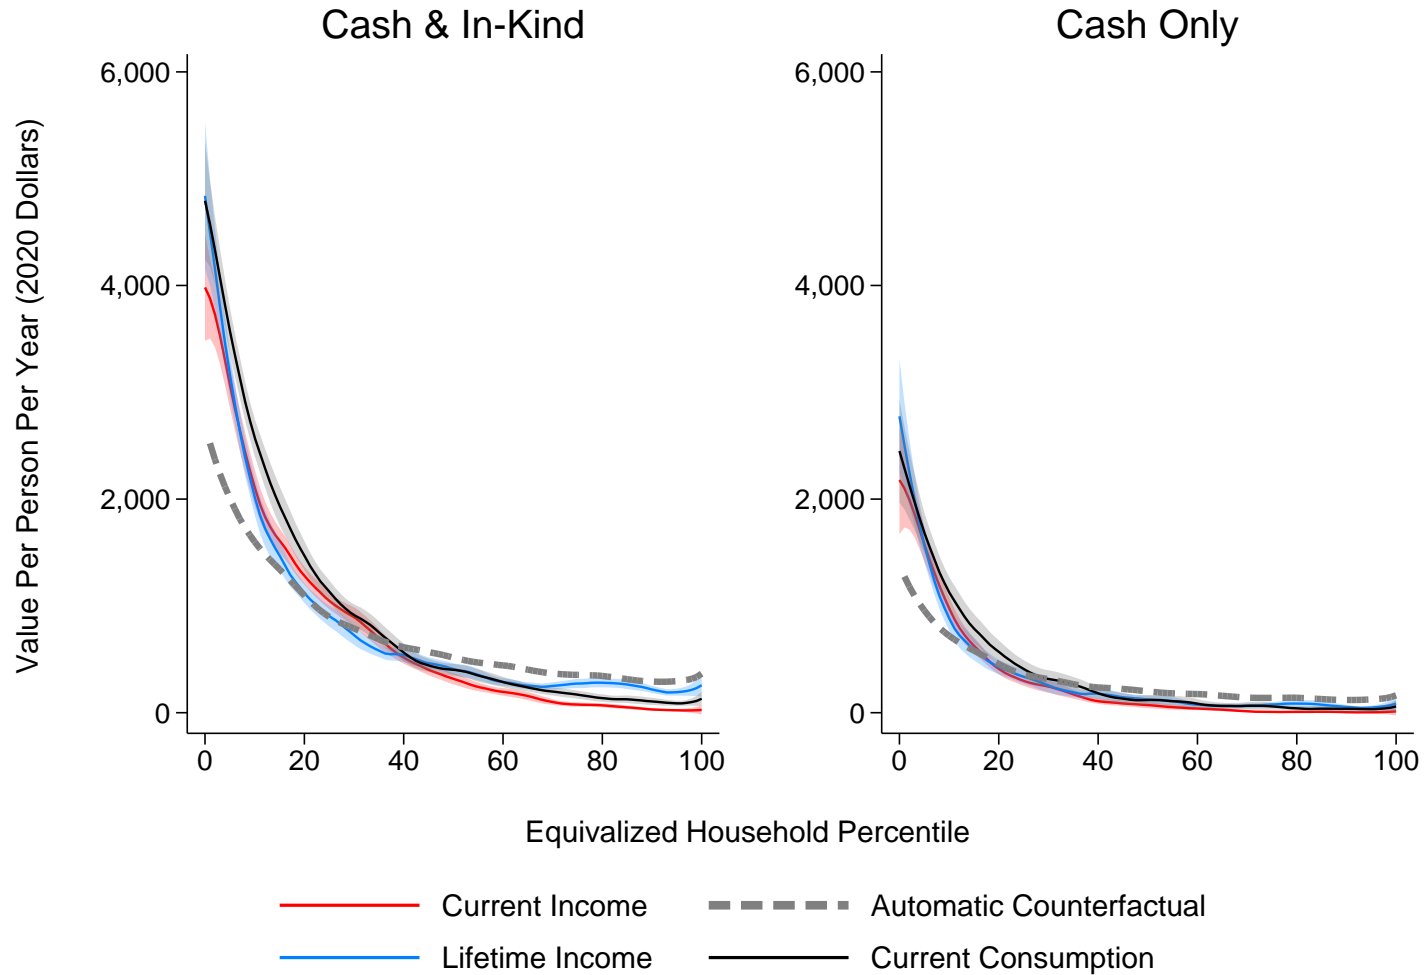 Cash & In-Kind
Cash Only
Value Per Person Per Year (2020 Dollars)
6,000
4,000
2,000
0
0 20 40 60 80 100
6,000
4,000
2,000
0
0 20 40 60 80 100
Equivalized Household Percentile
Current Income
Automatic Counterfactual
Lifetime Income
Current Consumption